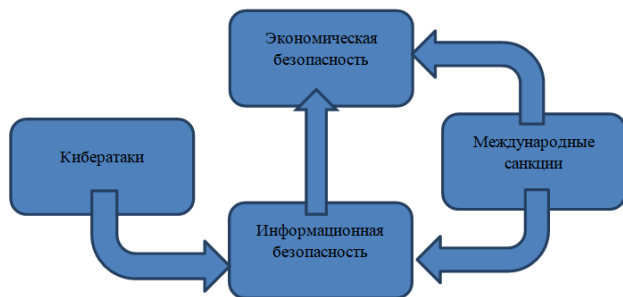 Экономическая
безопасность
Кибератаки
Международные
санкции
Информационная
безопасность